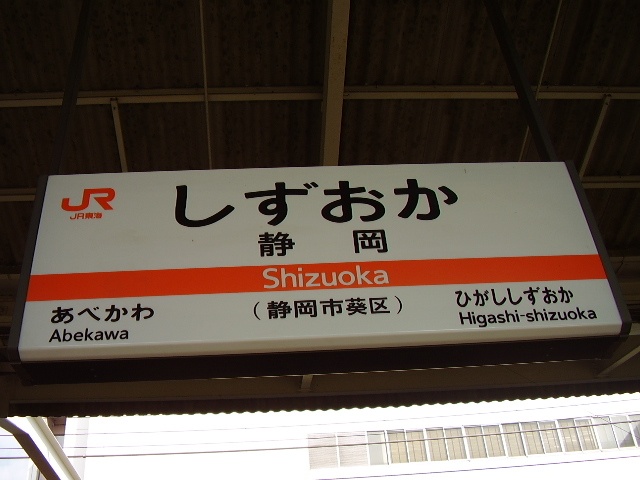 JR
JR東海
しずおか
静岡
Shizuoka
あべかわ
Abekawa
(静岡市葵区)
ひがししずおか
Higashi-shizuoka